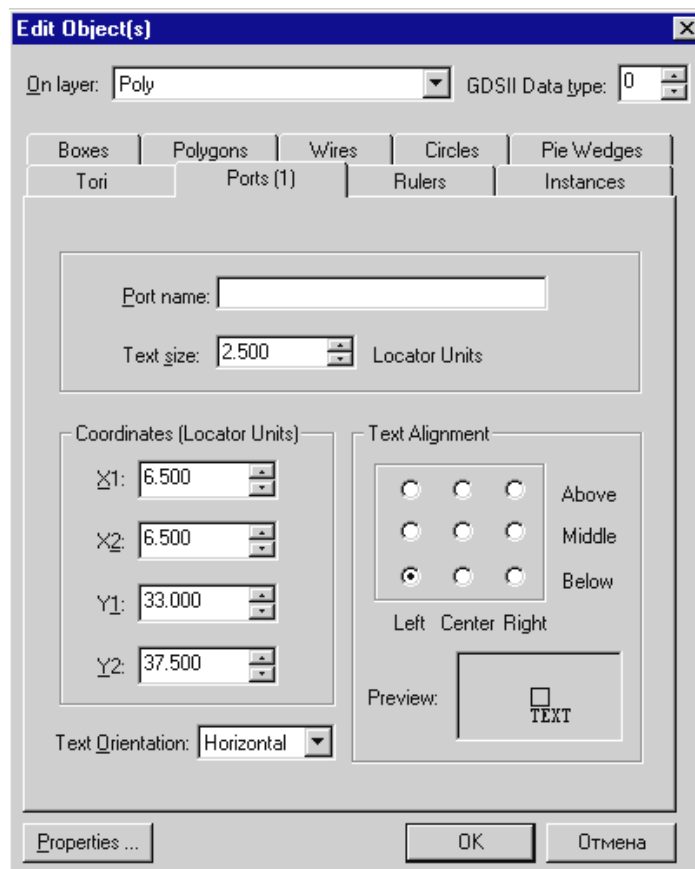 Edit Object(s)
On layer: Poly GDSII Data type: 0
Boxes Polygons Wires Circles Pie Wedges
Tori Ports (1) Rulers Instances
Port name:
Text size: 2.500 Locator Units
Coordinates (Locator Units)
X1: 6.500
X2: 6.500
Y1: 33.000
Y2: 37.500
Text Orientation: Horizontal
Text Alignment
Above
Middle
Below
Left Center Right
Preview:
TEXT
Properties ... OK Отмена